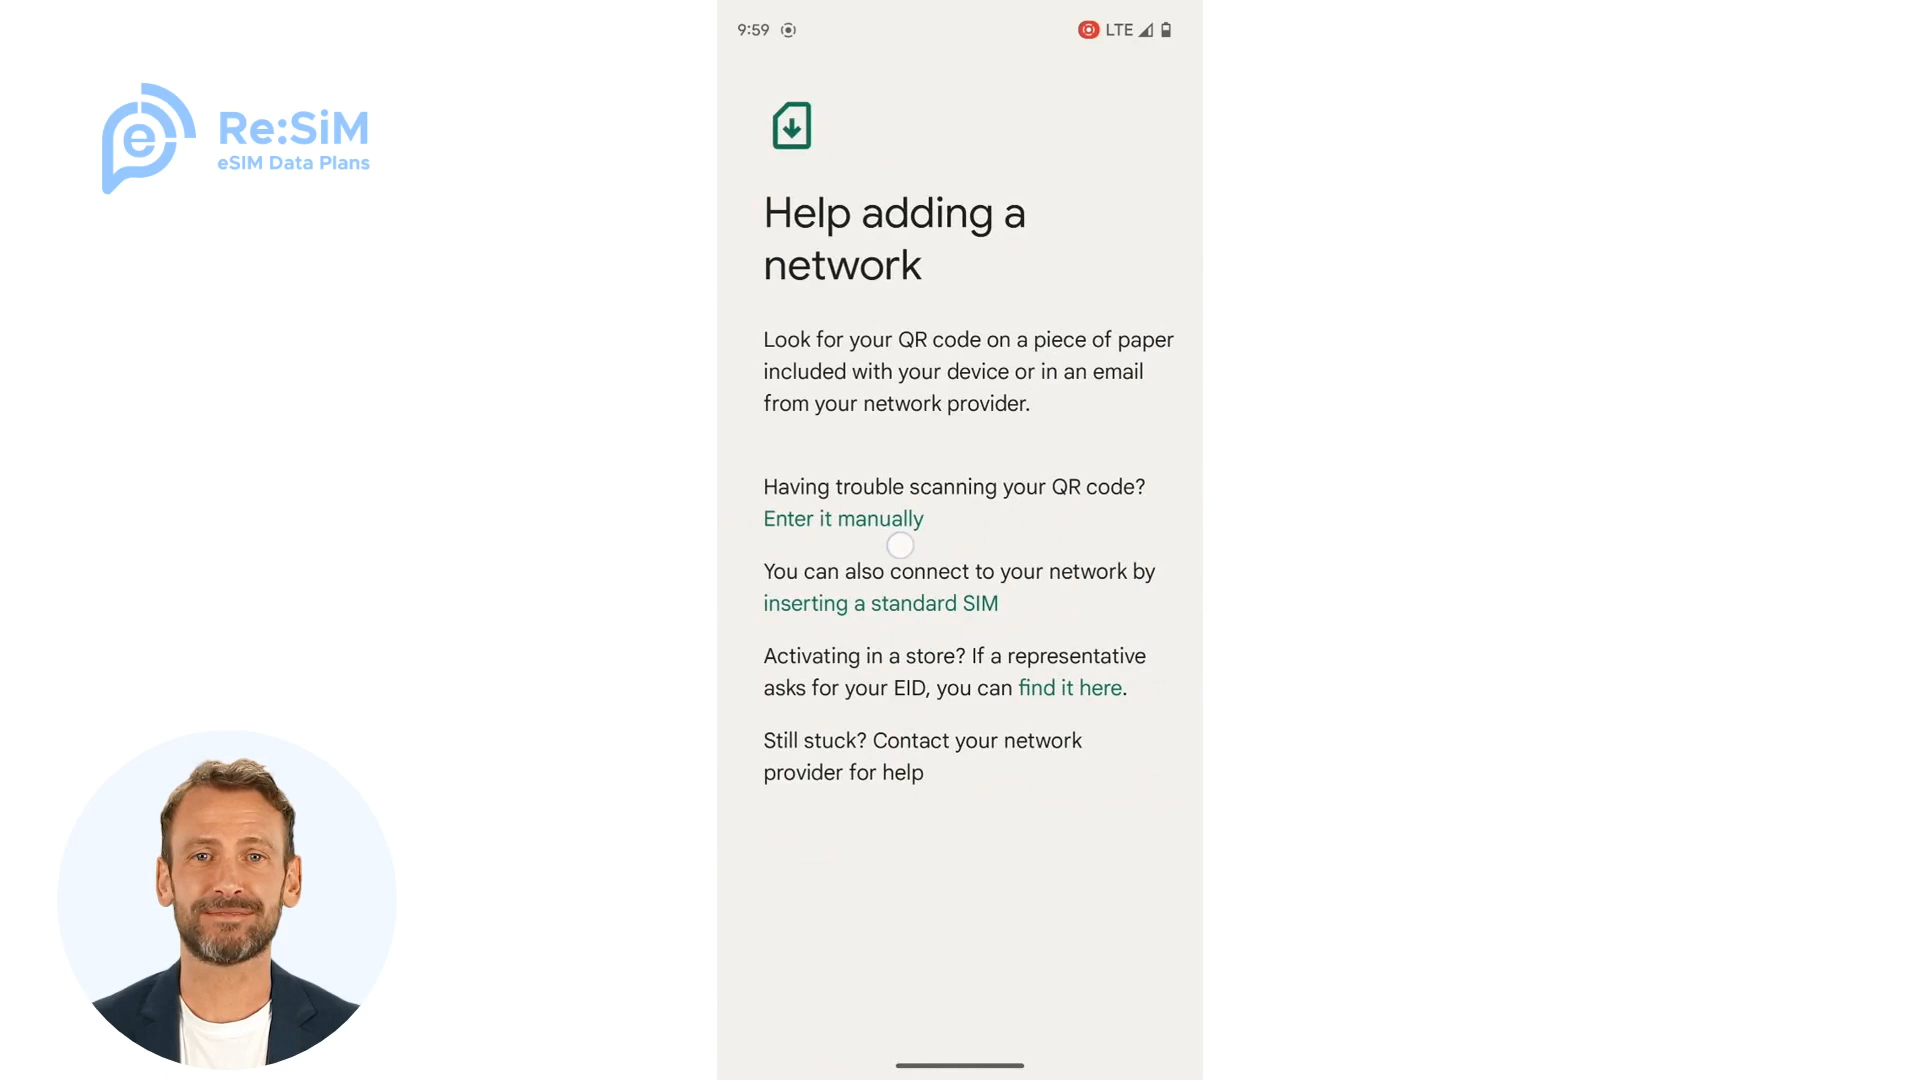 Re:SiM
eSIM Data Plans
9:59
LTE
Help adding a
network
Look for your QR code on a piece of paper
included with your device or in an email
from your network provider.
Having trouble scanning your QR code?
Enter it manually
You can also connect to your network by
inserting a standard SIM
Activating in a store? If a representative
asks for your EID, you can find it here.
Still stuck? Contact your network
provider for help